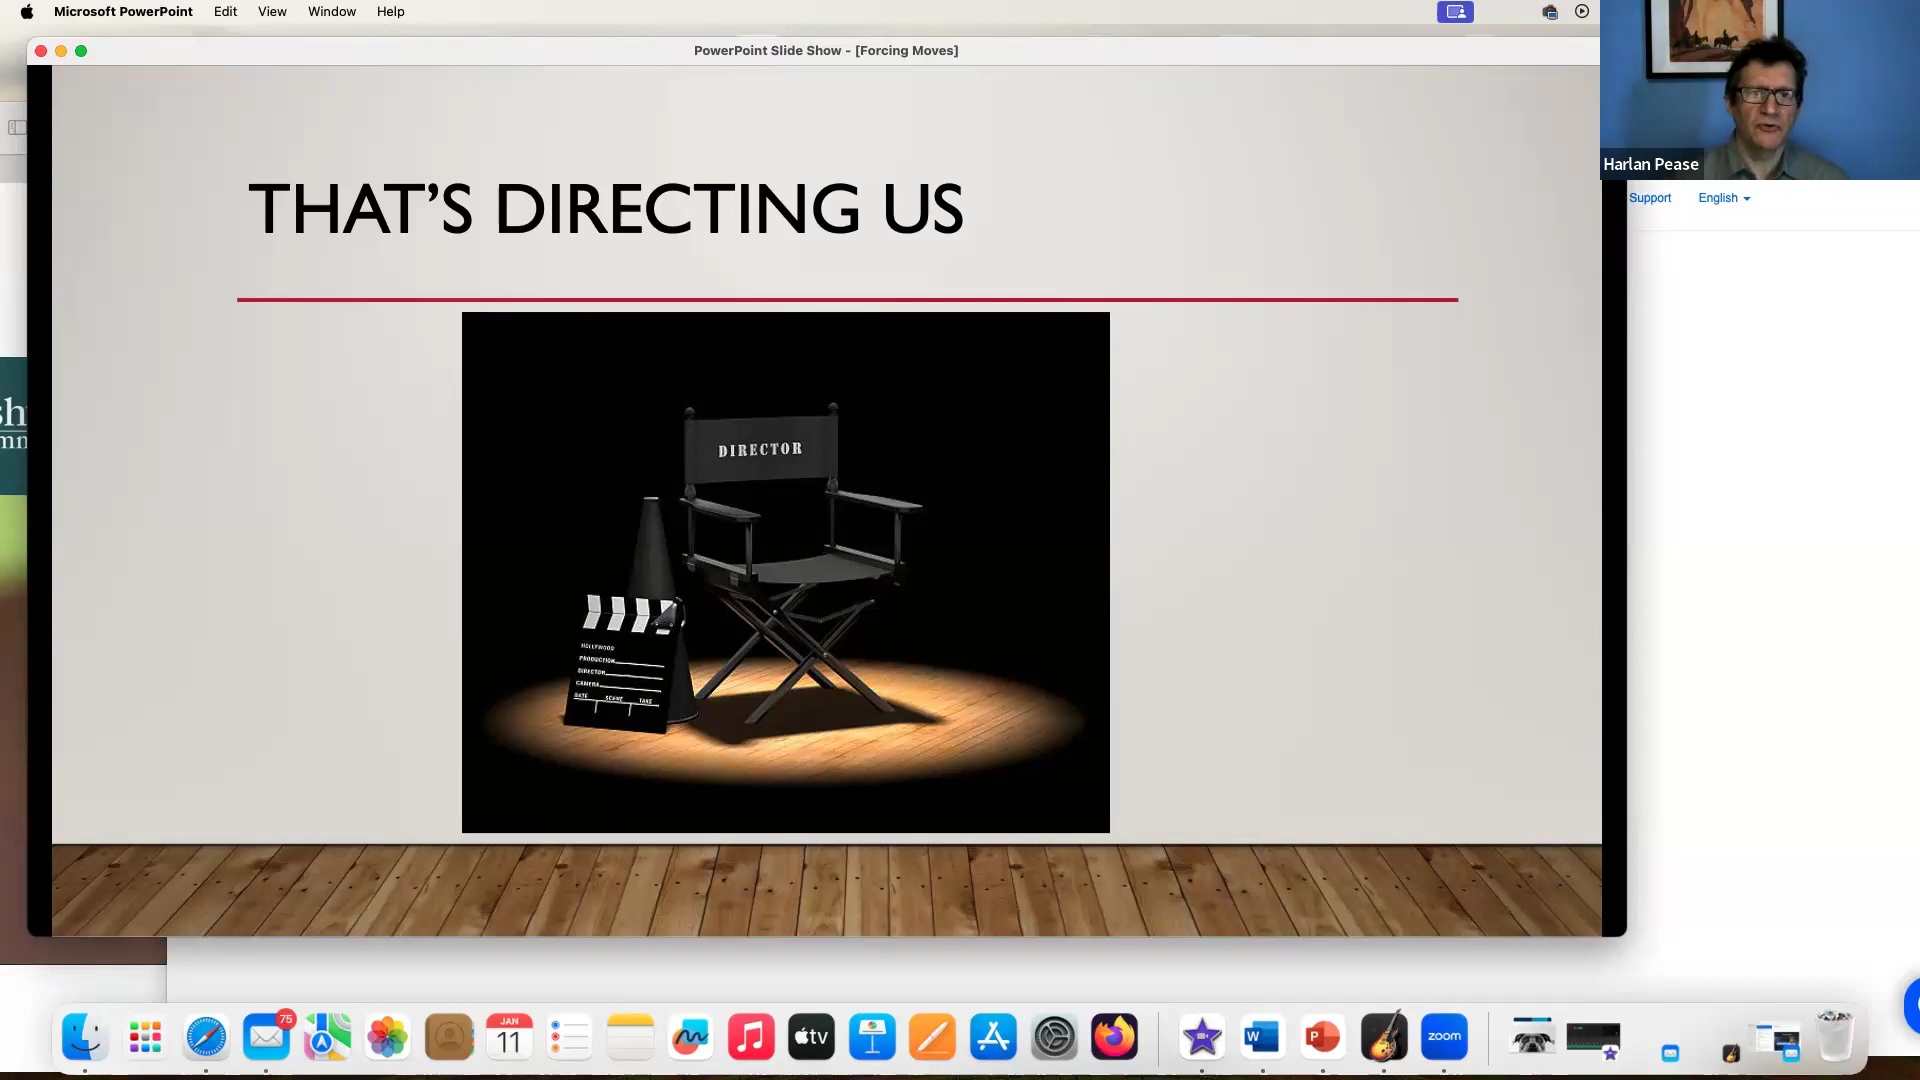 Microsoft PowerPoint Edit View Window Help
PowerPoint Slide Show - [Forcing Moves]
Harlan Pease
Support English
THAT'S DIRECTING US
DIRECTOR
HOLLYWOOD
PRODUCTION
DIRECTOR
CAMERA
DATE SCENE TAKE
75
JAN
11
tv
W
P
zoom